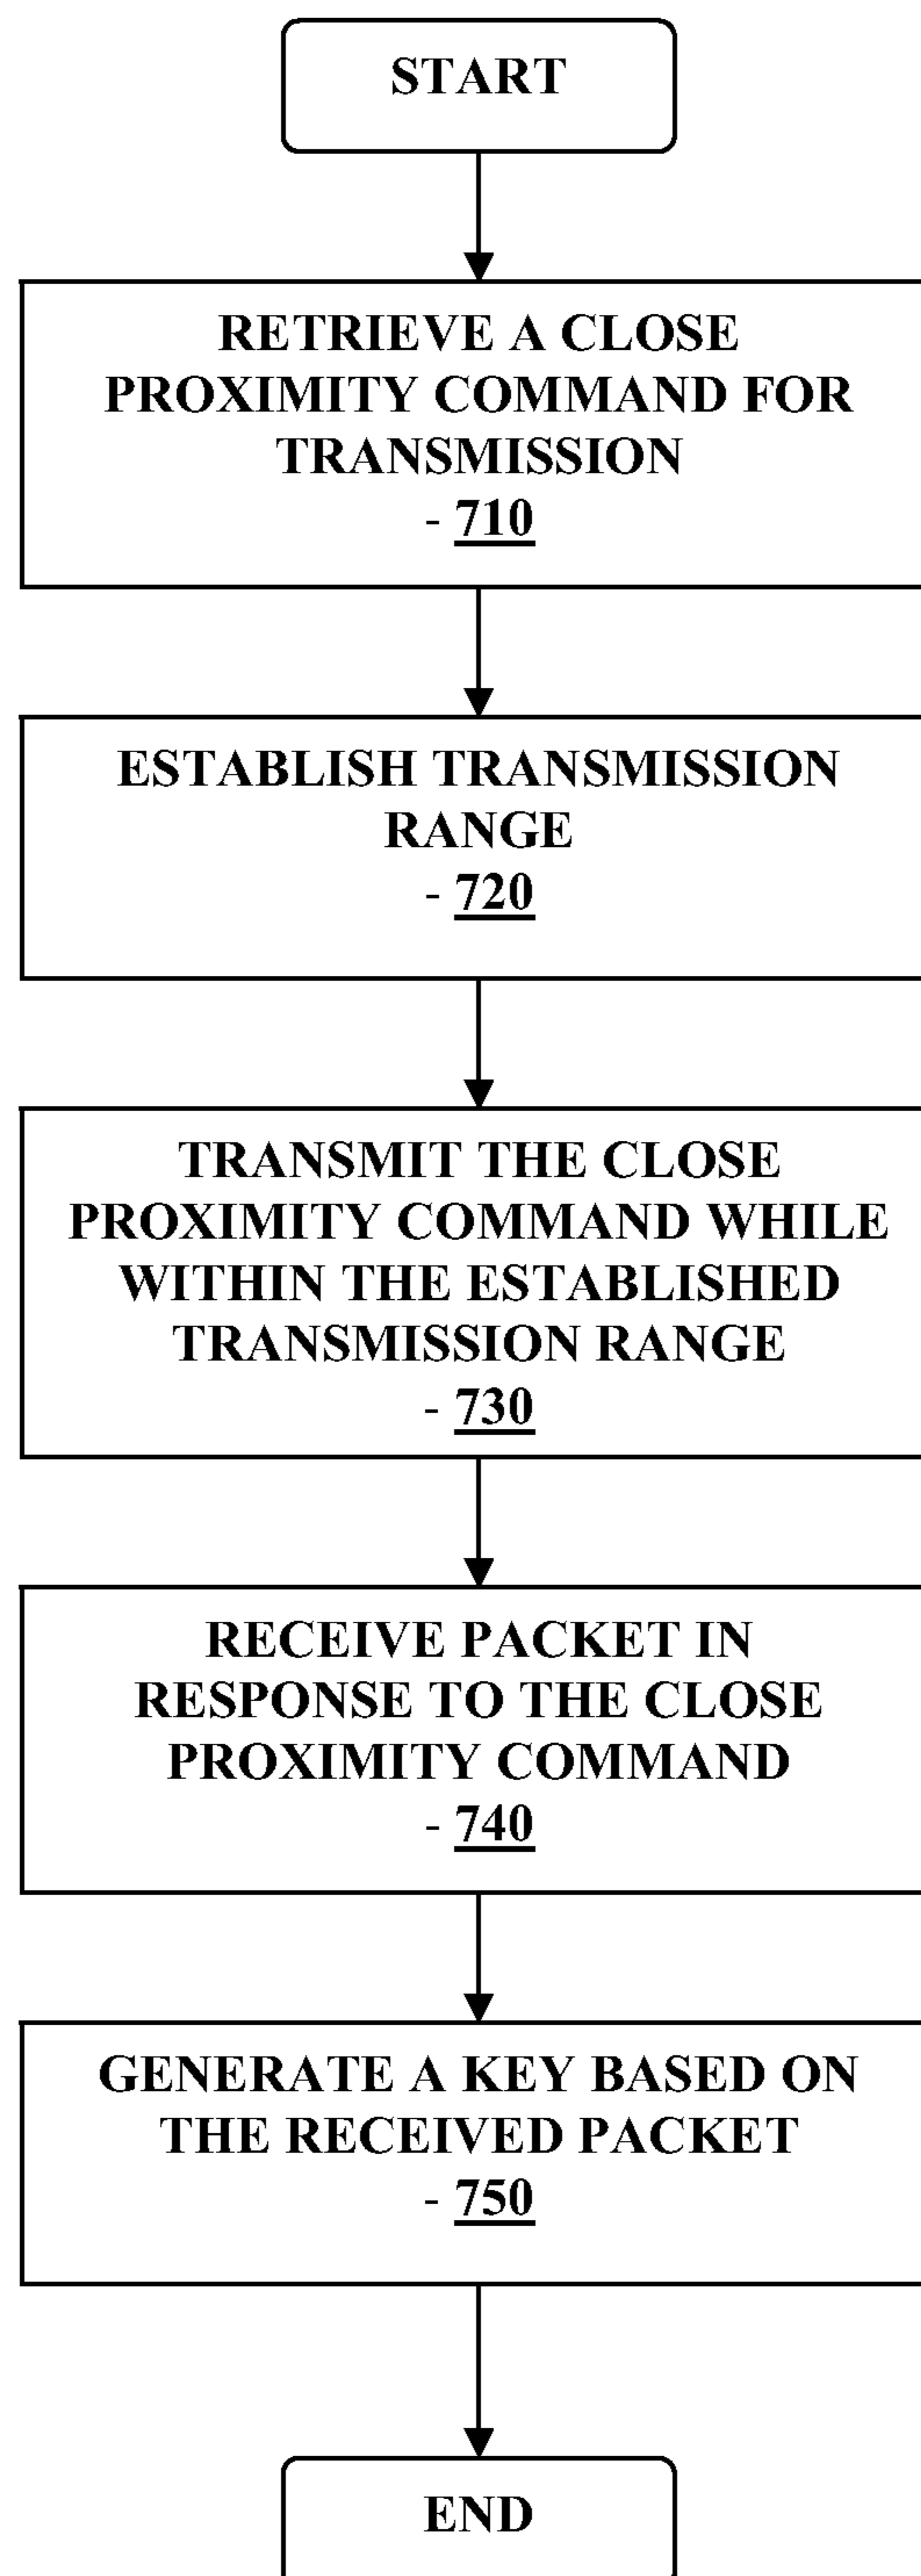 START
RETRIEVE A CLOSE
PROXIMITY COMMAND FOR
TRANSMISSION
- 710
ESTABLISH TRANSMISSION
RANGE
- 720
TRANSMIT THE CLOSE
PROXIMITY COMMAND WHILE
WITHIN THE ESTABLISHED
TRANSMISSION RANGE
- 730
RECEIVE PACKET IN
RESPONSE TO THE CLOSE
PROXIMITY COMMAND
- 740
GENERATE A KEY BASED ON
THE RECEIVED PACKET
- 750
END